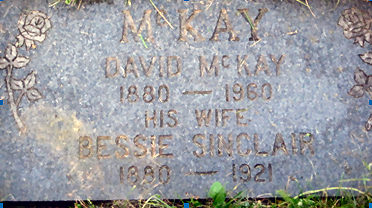 McKAY
DAVID McKAY
1880 — 1960
HIS WIFE
BESSIE SINCLAIR
1880 — 1921